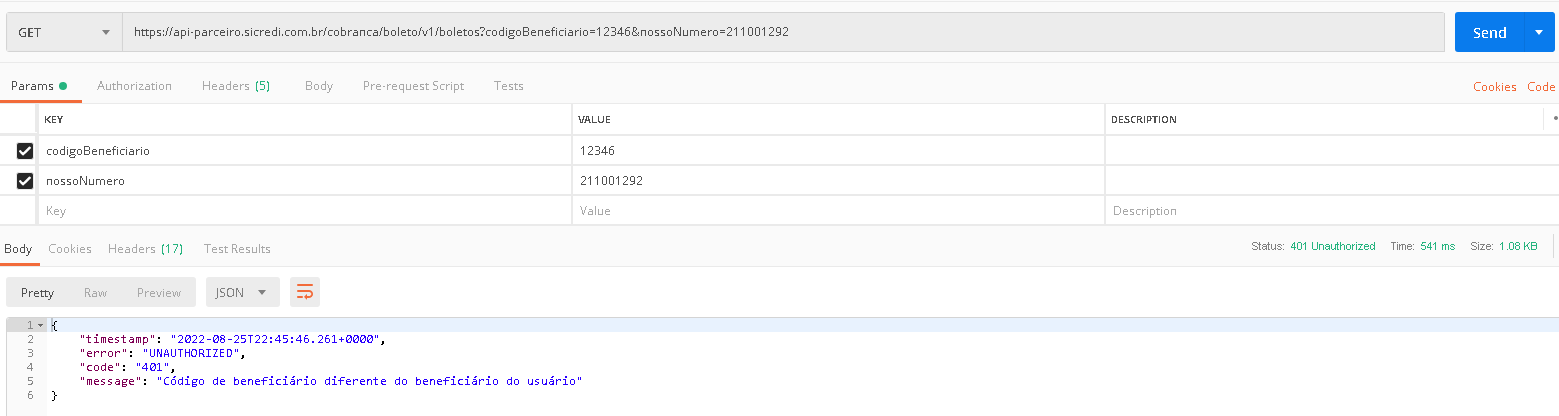 GET https://api-parceiro.sicredi.com.br/cobranca/boleto/v1/boletos?codigoBeneficiario=12346&nossoNumero=211001292 Send
Params Authorization Headers (5) Body Pre-request Script Tests Cookies Code
KEY VALUE DESCRIPTION
codigoBeneficiario 12346
nossoNumero 211001292
Key Value Description
Body Cookies Headers (17) Test Results Status: 401 Unauthorized Time: 541 ms Size: 1.08 KB
Pretty Raw Preview JSON
1 {
2 "timestamp": "2022-08-25T22:45:46.261+0000",
3 "error": "UNAUTHORIZED",
4 "code": "401",
5 "message": "Código de beneficiário diferente do beneficiário do usuário"
6 }